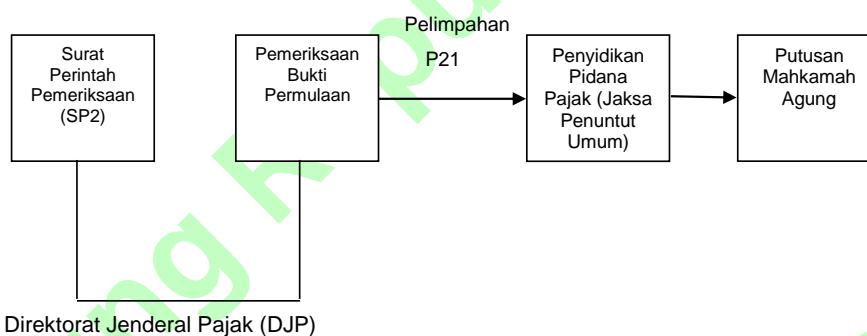 Pelimpahan
P21
Surat
Perintah
Pemeriksaan
(SP2)
Pemeriksaan
Bukti
Permulaan
Penyidikan
Pidana
Pajak (Jaksa
Penuntut
Umum)
Putusan
Mahkamah
Agung
Direktorat Jenderal Pajak (DJP)